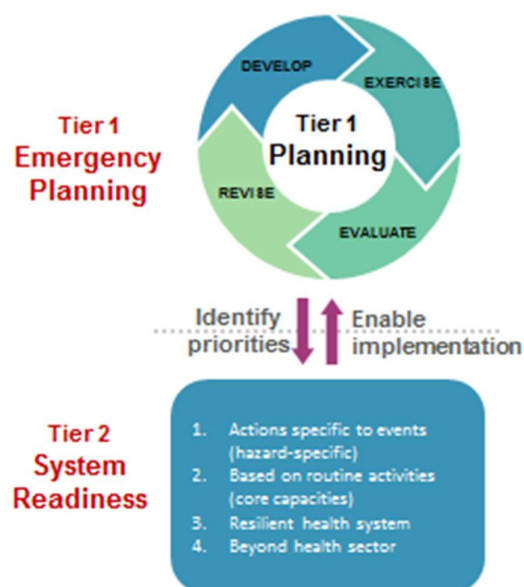 DEVELOP
EXERCISE
Tier 1
Planning
REVISE
EVALUATE
Tier 1
Emergency
Planning
Identify
priorities
Enable
implementation
Tier 2
System
Readiness
1. Actions specific to events
(hazard-specific)
2. Based on routine activities
(core capacities)
3. Resilient health system
4. Beyond health sector